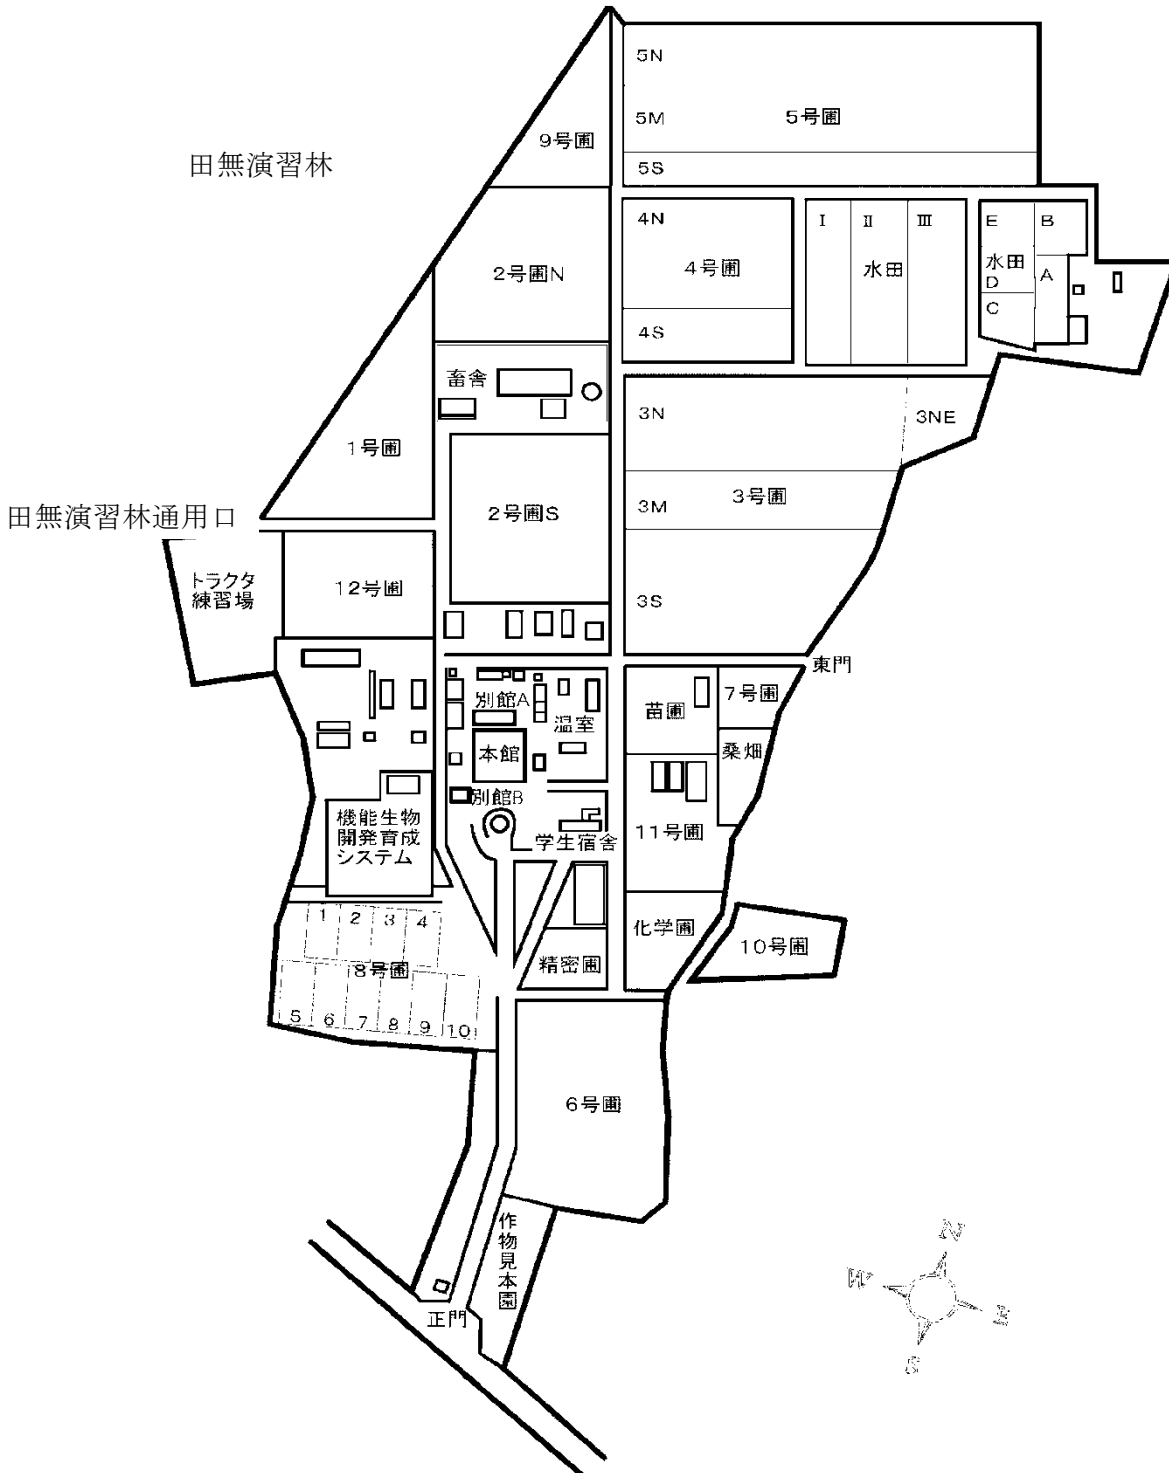 5N
5M
5号圃
9号圃
田無演習林
5S
4N
I
II
III
E
B
2号圃N
4号圃
水田
水田
D
A
C
4S
畜舎
3N
3NE
1号圃
3号圃
3M
2号圃S
田無演習林通用口
トラクタ
練習場
12号圃
3S
東門
別館A
苗圃
7号圃
温室
本館
桑畑
別館B
機能生物
開発育成
システム
学生宿舎
11号圃
1
2
3
4
化学圃
10号圃
8号圃
精密圃
5
6
7
8
9
10
6号圃
作物見本園
正門
N
W
E
S